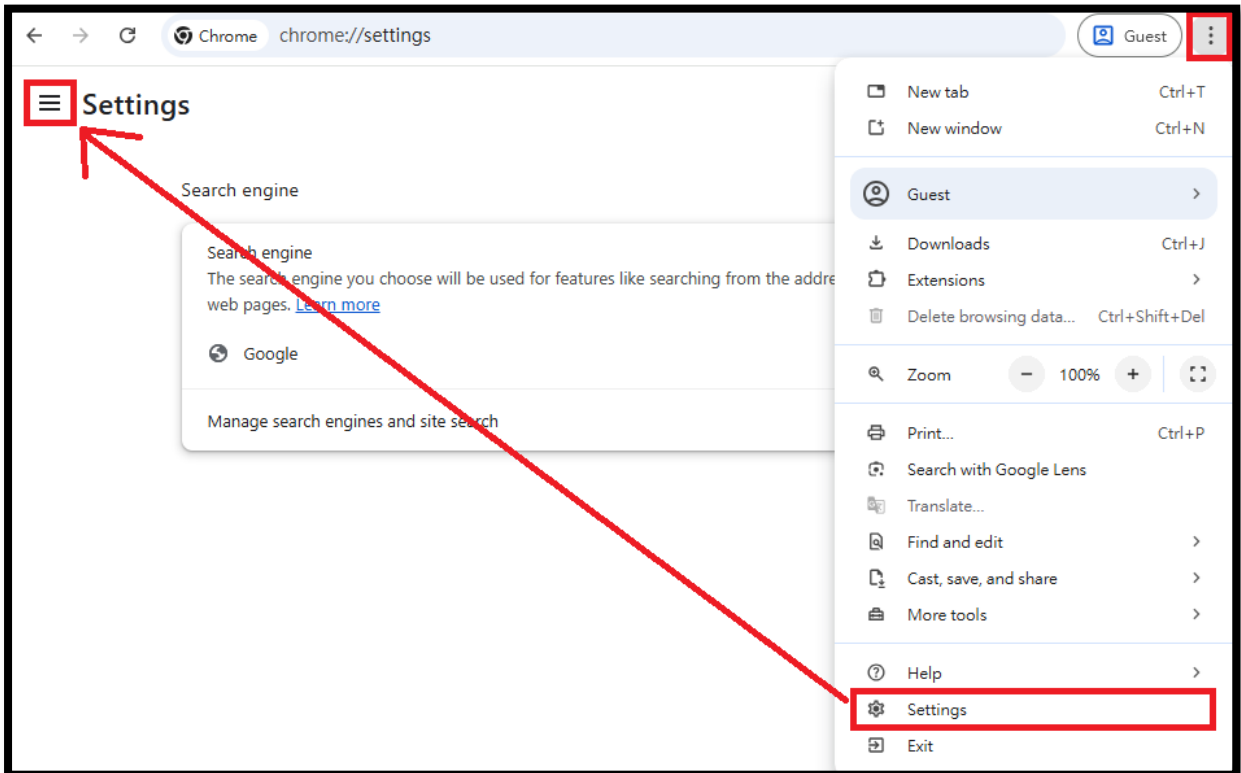 Chrome chrome://settings Guest
Settings
Search engine
Search engine
The search engine you choose will be used for features like searching from the addre
web pages. Learn more
Google
Manage search engines and site search
New tab Ctrl+T
New window Ctrl+N
Guest
Downloads Ctrl+J
Extensions
Delete browsing data... Ctrl+Shift+Del
Zoom - 100% +
Print... Ctrl+P
Search with Google Lens
Translate...
Find and edit
Cast, save, and share
More tools
Help
Settings
Exit